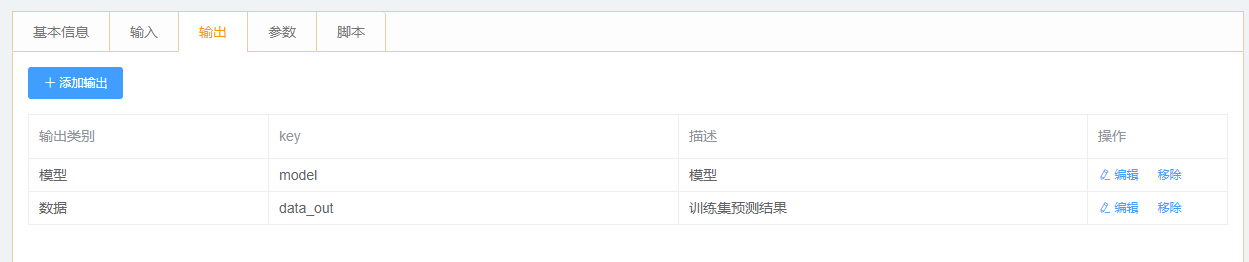 基本信息 输入 输出 参数 脚本
添加输出
输出类别 key 描述 操作
模型 model 模型 编辑 移除
数据 data_out 训练集预测结果 编辑 移除